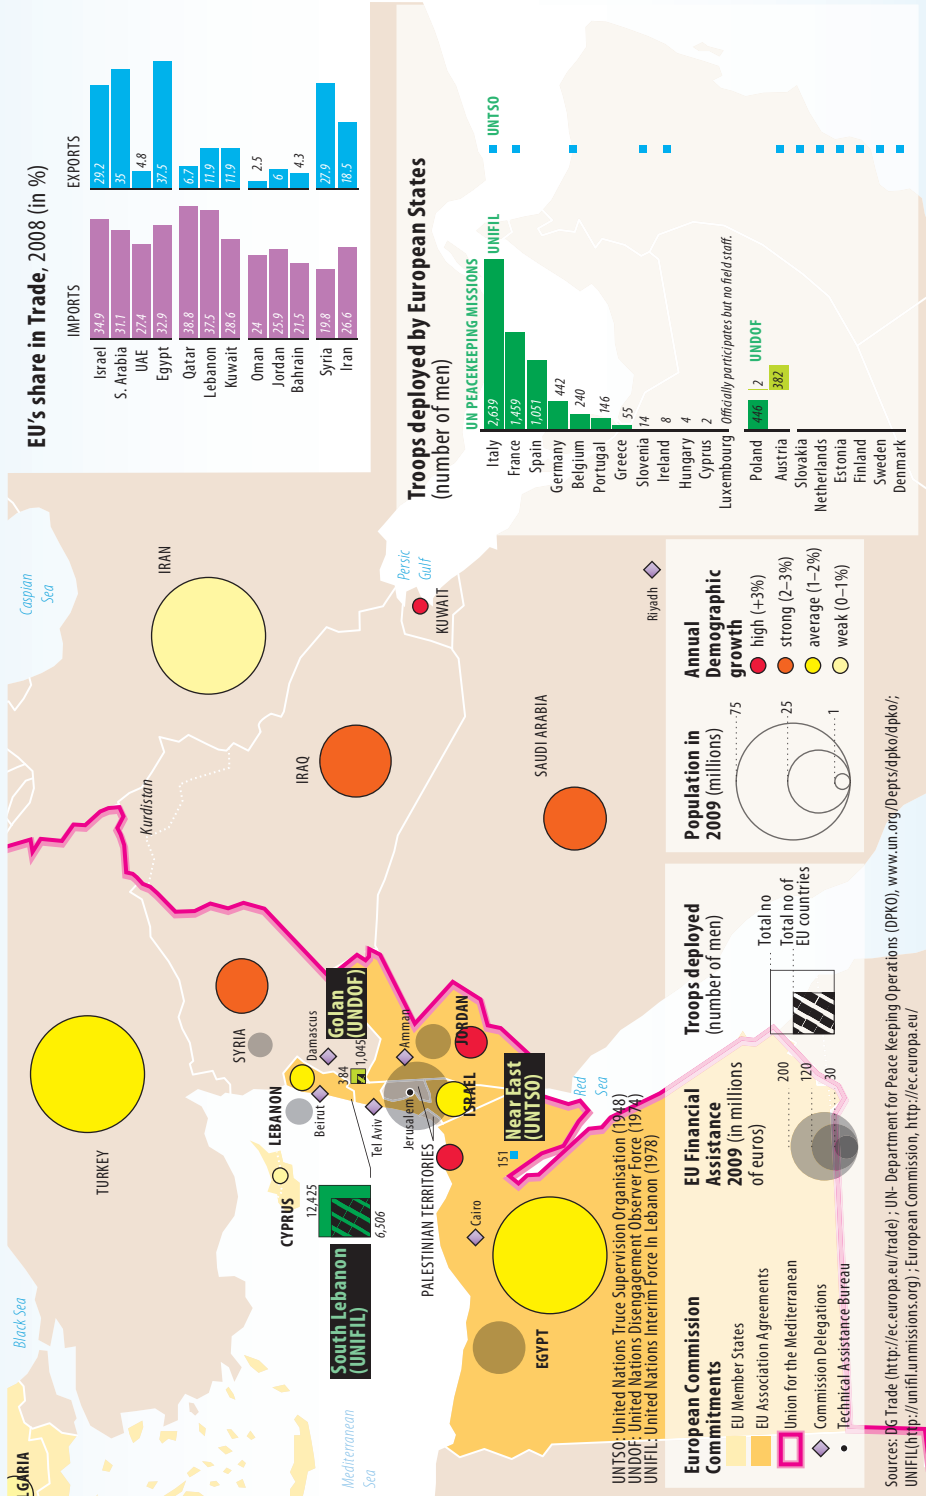 EU's share in Trade, 2008 (in %)
IMPORTS
EXPORTS
Israel 34.9 29.2
S. Arabia 31.1 35
UAE 27.4 4.8
Egypt 32.9 37.5
Qatar 38.8 6.7
Lebanon 37.5 11.9
Kuwait 28.6 11.9
Oman 24 2.5
Jordan 25.9 6
Bahrain 21.5 4.3
Syria 19.8 27.9
Iran 26.6 18.5
Troops deployed by European States
(number of men)
UN PEACEKEEPING MISSIONS
UNIFIL
UNTSO
Italy 2,639
France 1,459
Spain 1,051
Germany 442
Belgium 240
Portugal 146
Greece 55
Slovenia 14
Ireland 8
Hungary 4
Cyprus 2
Luxembourg Officially participates but no field staff.
UNDOF
Poland 446 2
Austria 382
Slovakia
Netherlands
Estonia
Finland
Sweden
Denmark
Black Sea
Caspian
Sea
Mediterranean
Sea
Persic
Gulf
Red
Sea
LGARIA
TURKEY
CYPRUS
LEBANON
SYRIA
Kurdistan
IRAQ
IRAN
KUWAIT
SAUDI ARABIA
Riyadh
Beirut
Damascus
Golan
(UNDOF)
384
1,045
South Lebanon
(UNIFIL)
12,425
6,506
Tel Aviv
Jerusalem
Amman
JORDAN
ISRAEL
PALESTINIAN TERRITORIES
Near East
(UNTSO)
151
Cairo
EGYPT
UNTSO: United Nations Truce Supervision Organisation (1948)
UNDOF: United Nations Disengagement Observer Force (1974)
UNIFIL: United Nations Interim Force In Lebanon (1978)
European Commission
Commitments
EU Member States
EU Association Agreements
Union for the Mediterranean
Commission Delegations
Technical Assistance Bureau
EU Financial
Assistance
2009 (in millions
of euros)
200
120
30
Troops deployed
(number of men)
Total no
Total no of
EU countries
Population in
2009 (millions)
75
25
1
Annual
Demographic
growth
high (+3%)
strong (2–3%)
average (1–2%)
weak (0–1%)
Sources: DG Trade (http://ec.europa.eu/trade) ; UN- Department for Peace Keeping Operations (DPKO), www.un.org/Depts/dpko/dpko/;
UNIFIL(http://unifil.unmissions.org) ; European Commission, http://ec.europa.eu/